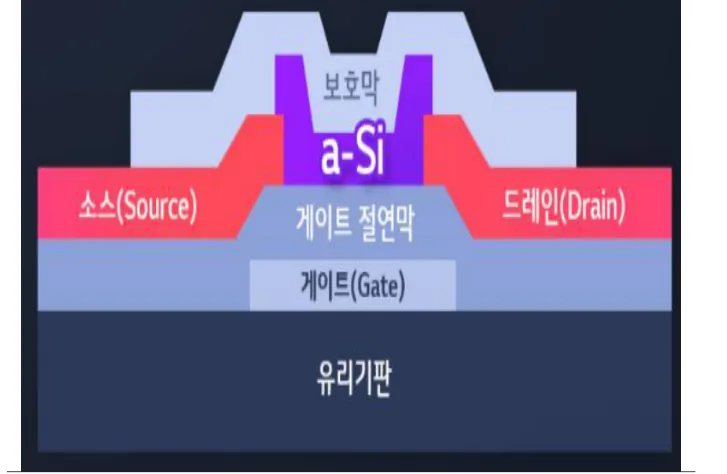 보호막
a-Si
소스(Source)
드레인(Drain)
게이트 절연막
게이트(Gate)
유리기판